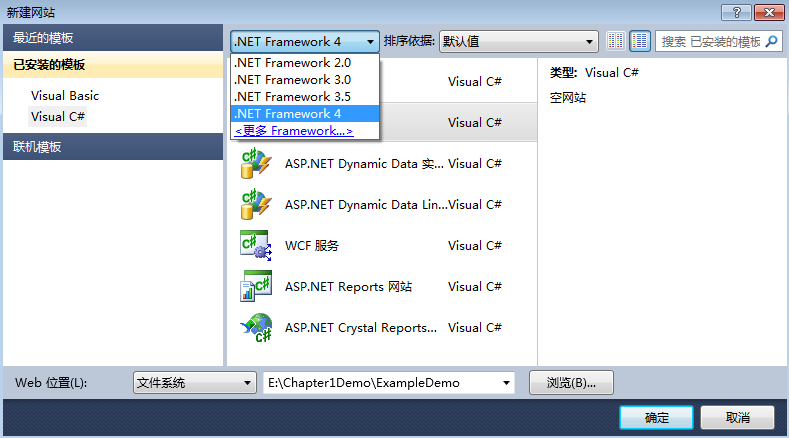 新建网站
最近的模板
.NET Framework 4
排序依据:
默认值
搜索 已安装的模板
已安装的模板
Visual Basic
Visual C#
联机模板
.NET Framework 2.0
.NET Framework 3.0
.NET Framework 3.5
.NET Framework 4
<更多 Framework...>
Visual C#
Visual C#
ASP.NET Dynamic Data 实... Visual C#
ASP.NET Dynamic Data Lin... Visual C#
WCF 服务 Visual C#
ASP.NET Reports 网站 Visual C#
ASP.NET Crystal Reports... Visual C#
类型: Visual C#
空网站
Web 位置(L):
文件系统
E:\Chapter1Demo\ExampleDemo
浏览(B)...
确定
取消